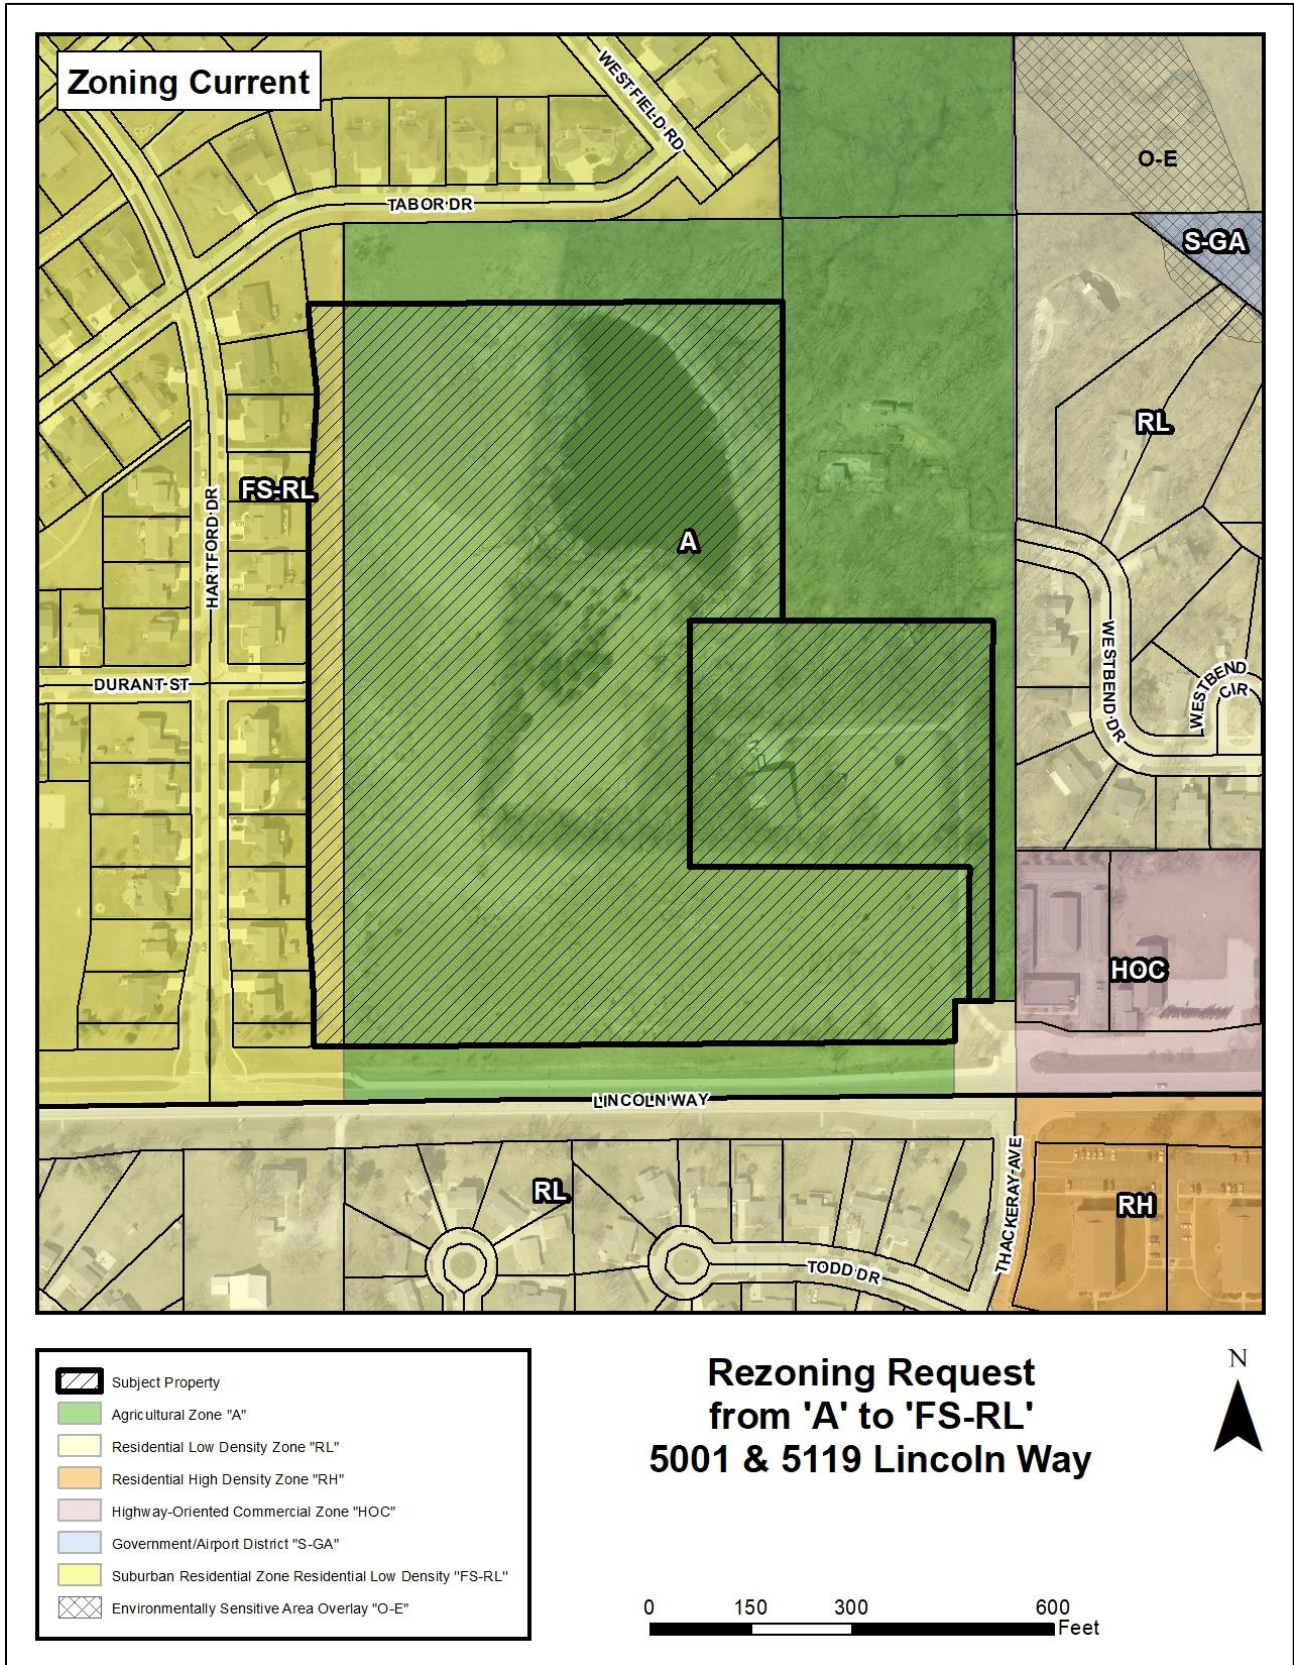 Zoning Current
WESTFIELD RD
O-E
TABOR DR
S-GA
RL
FS-RL
HARTFORD DR
A
WESTBEND DR
WESTBEND
CIR
DURANT ST
HOC
LINCOLN WAY
THACKERAY AVE
RL
RH
TODD DR
Subject Property
Agricultural Zone "A"
Residential Low Density Zone "RL"
Residential High Density Zone "RH"
Highway-Oriented Commercial Zone "HOC"
Government/Airport District "S-GA"
Suburban Residential Zone Residential Low Density "FS-RL"
Environmentally Sensitive Area Overlay "O-E"
Rezoning Request
from 'A' to 'FS-RL'
5001 & 5119 Lincoln Way
N
0 150 300 600
Feet